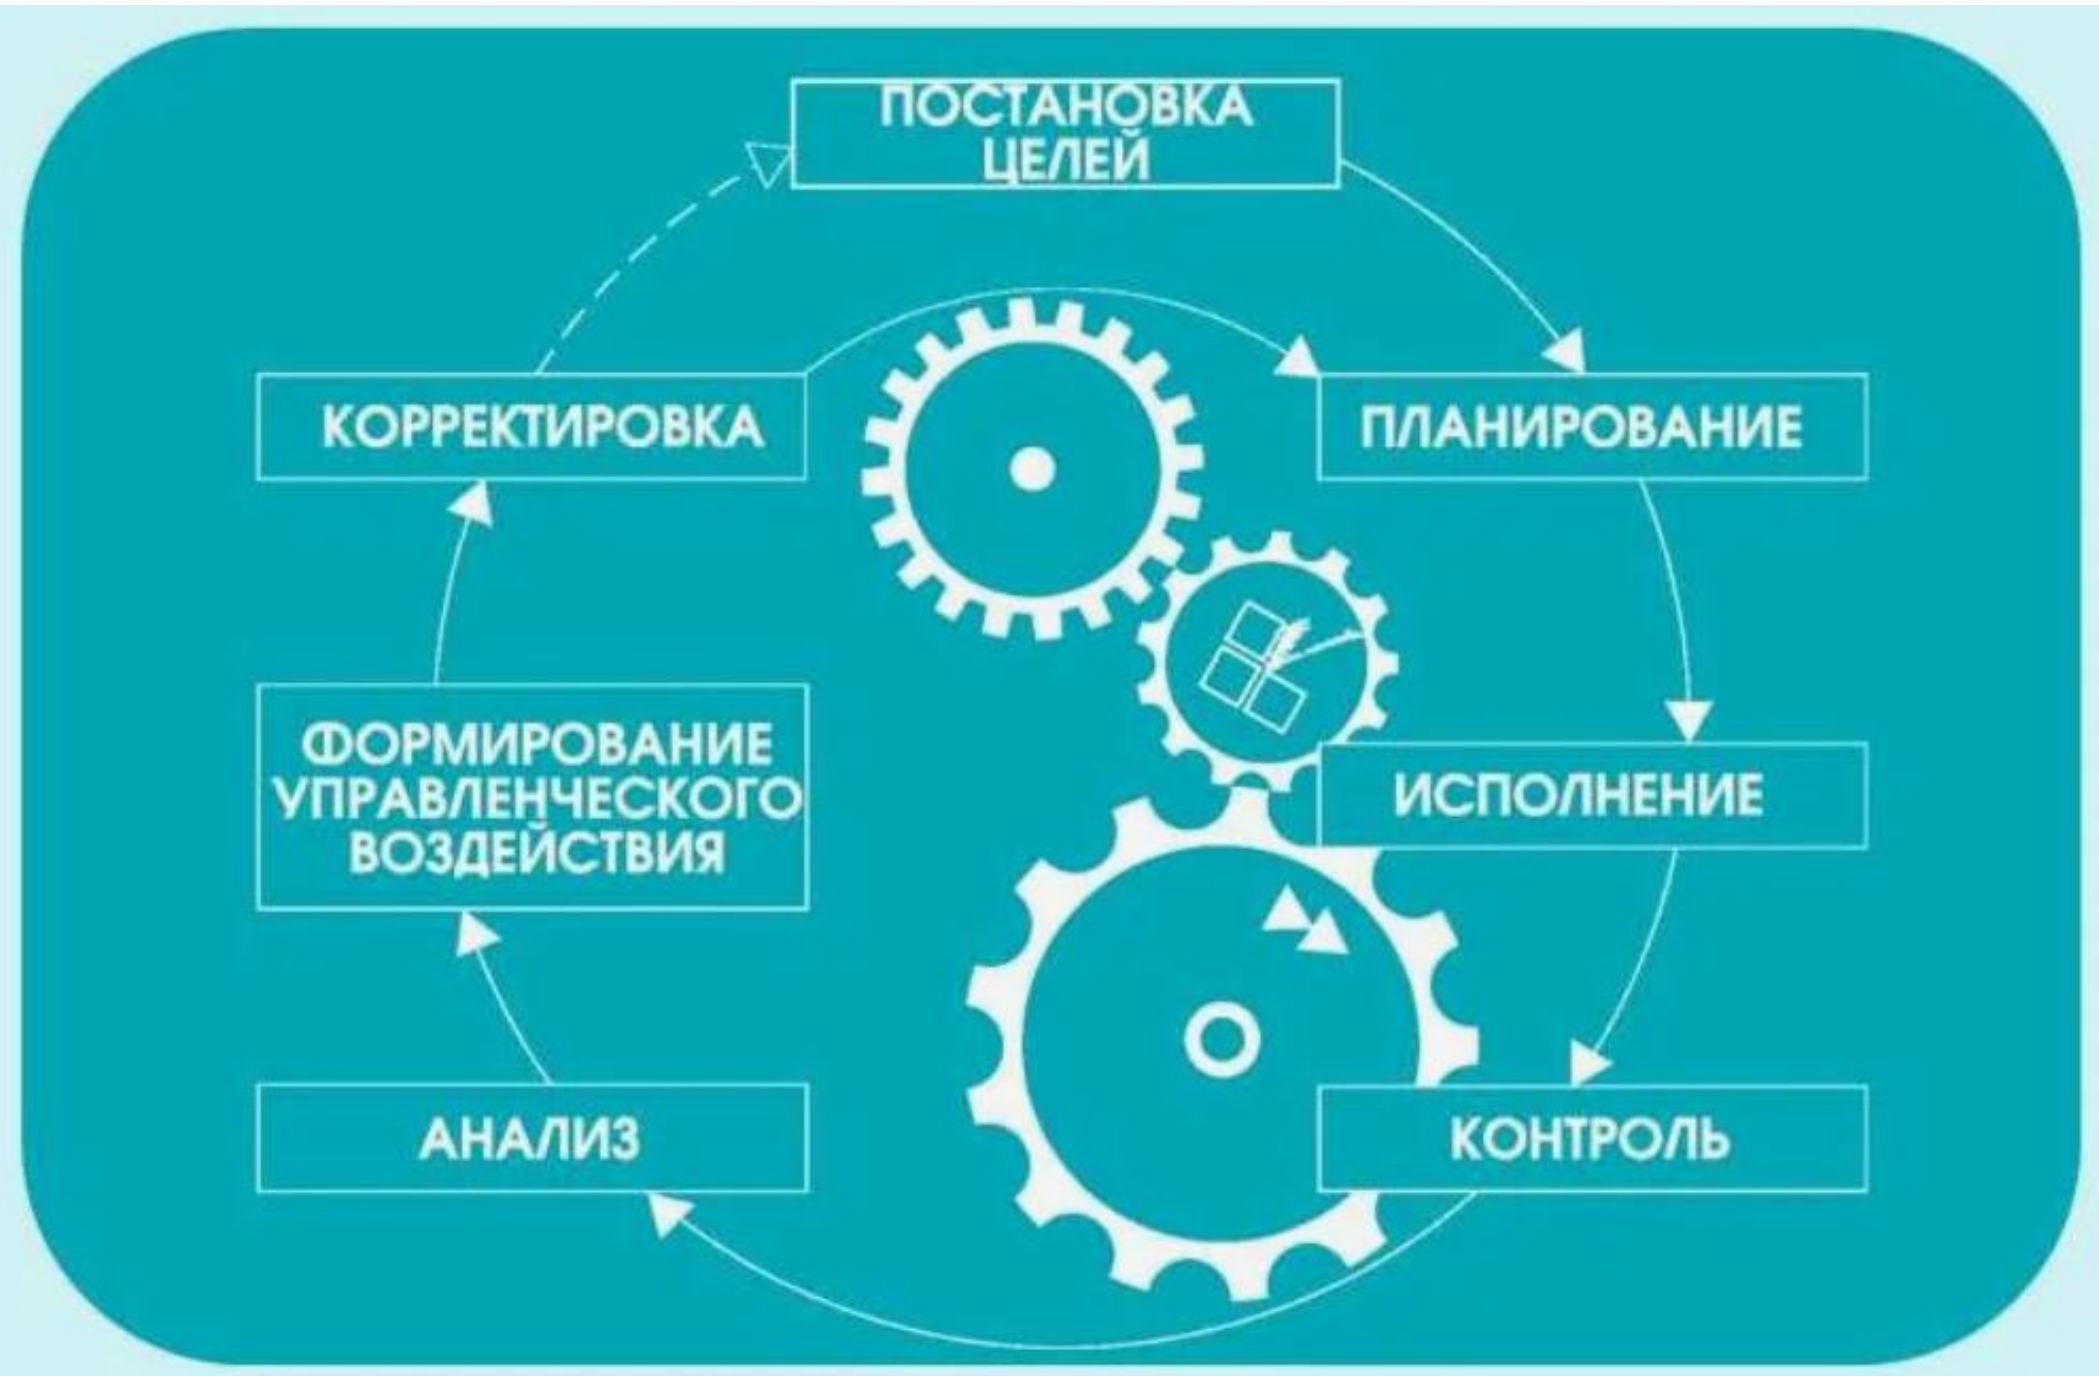 ПОСТАНОВКА
ЦЕЛЕЙ
КОРРЕКТИРОВКА
ПЛАНИРОВАНИЕ
ФОРМИРОВАНИЕ
УПРАВЛЕНЧЕСКОГО
ВОЗДЕЙСТВИЯ
ИСПОЛНЕНИЕ
АНАЛИЗ
КОНТРОЛЬ